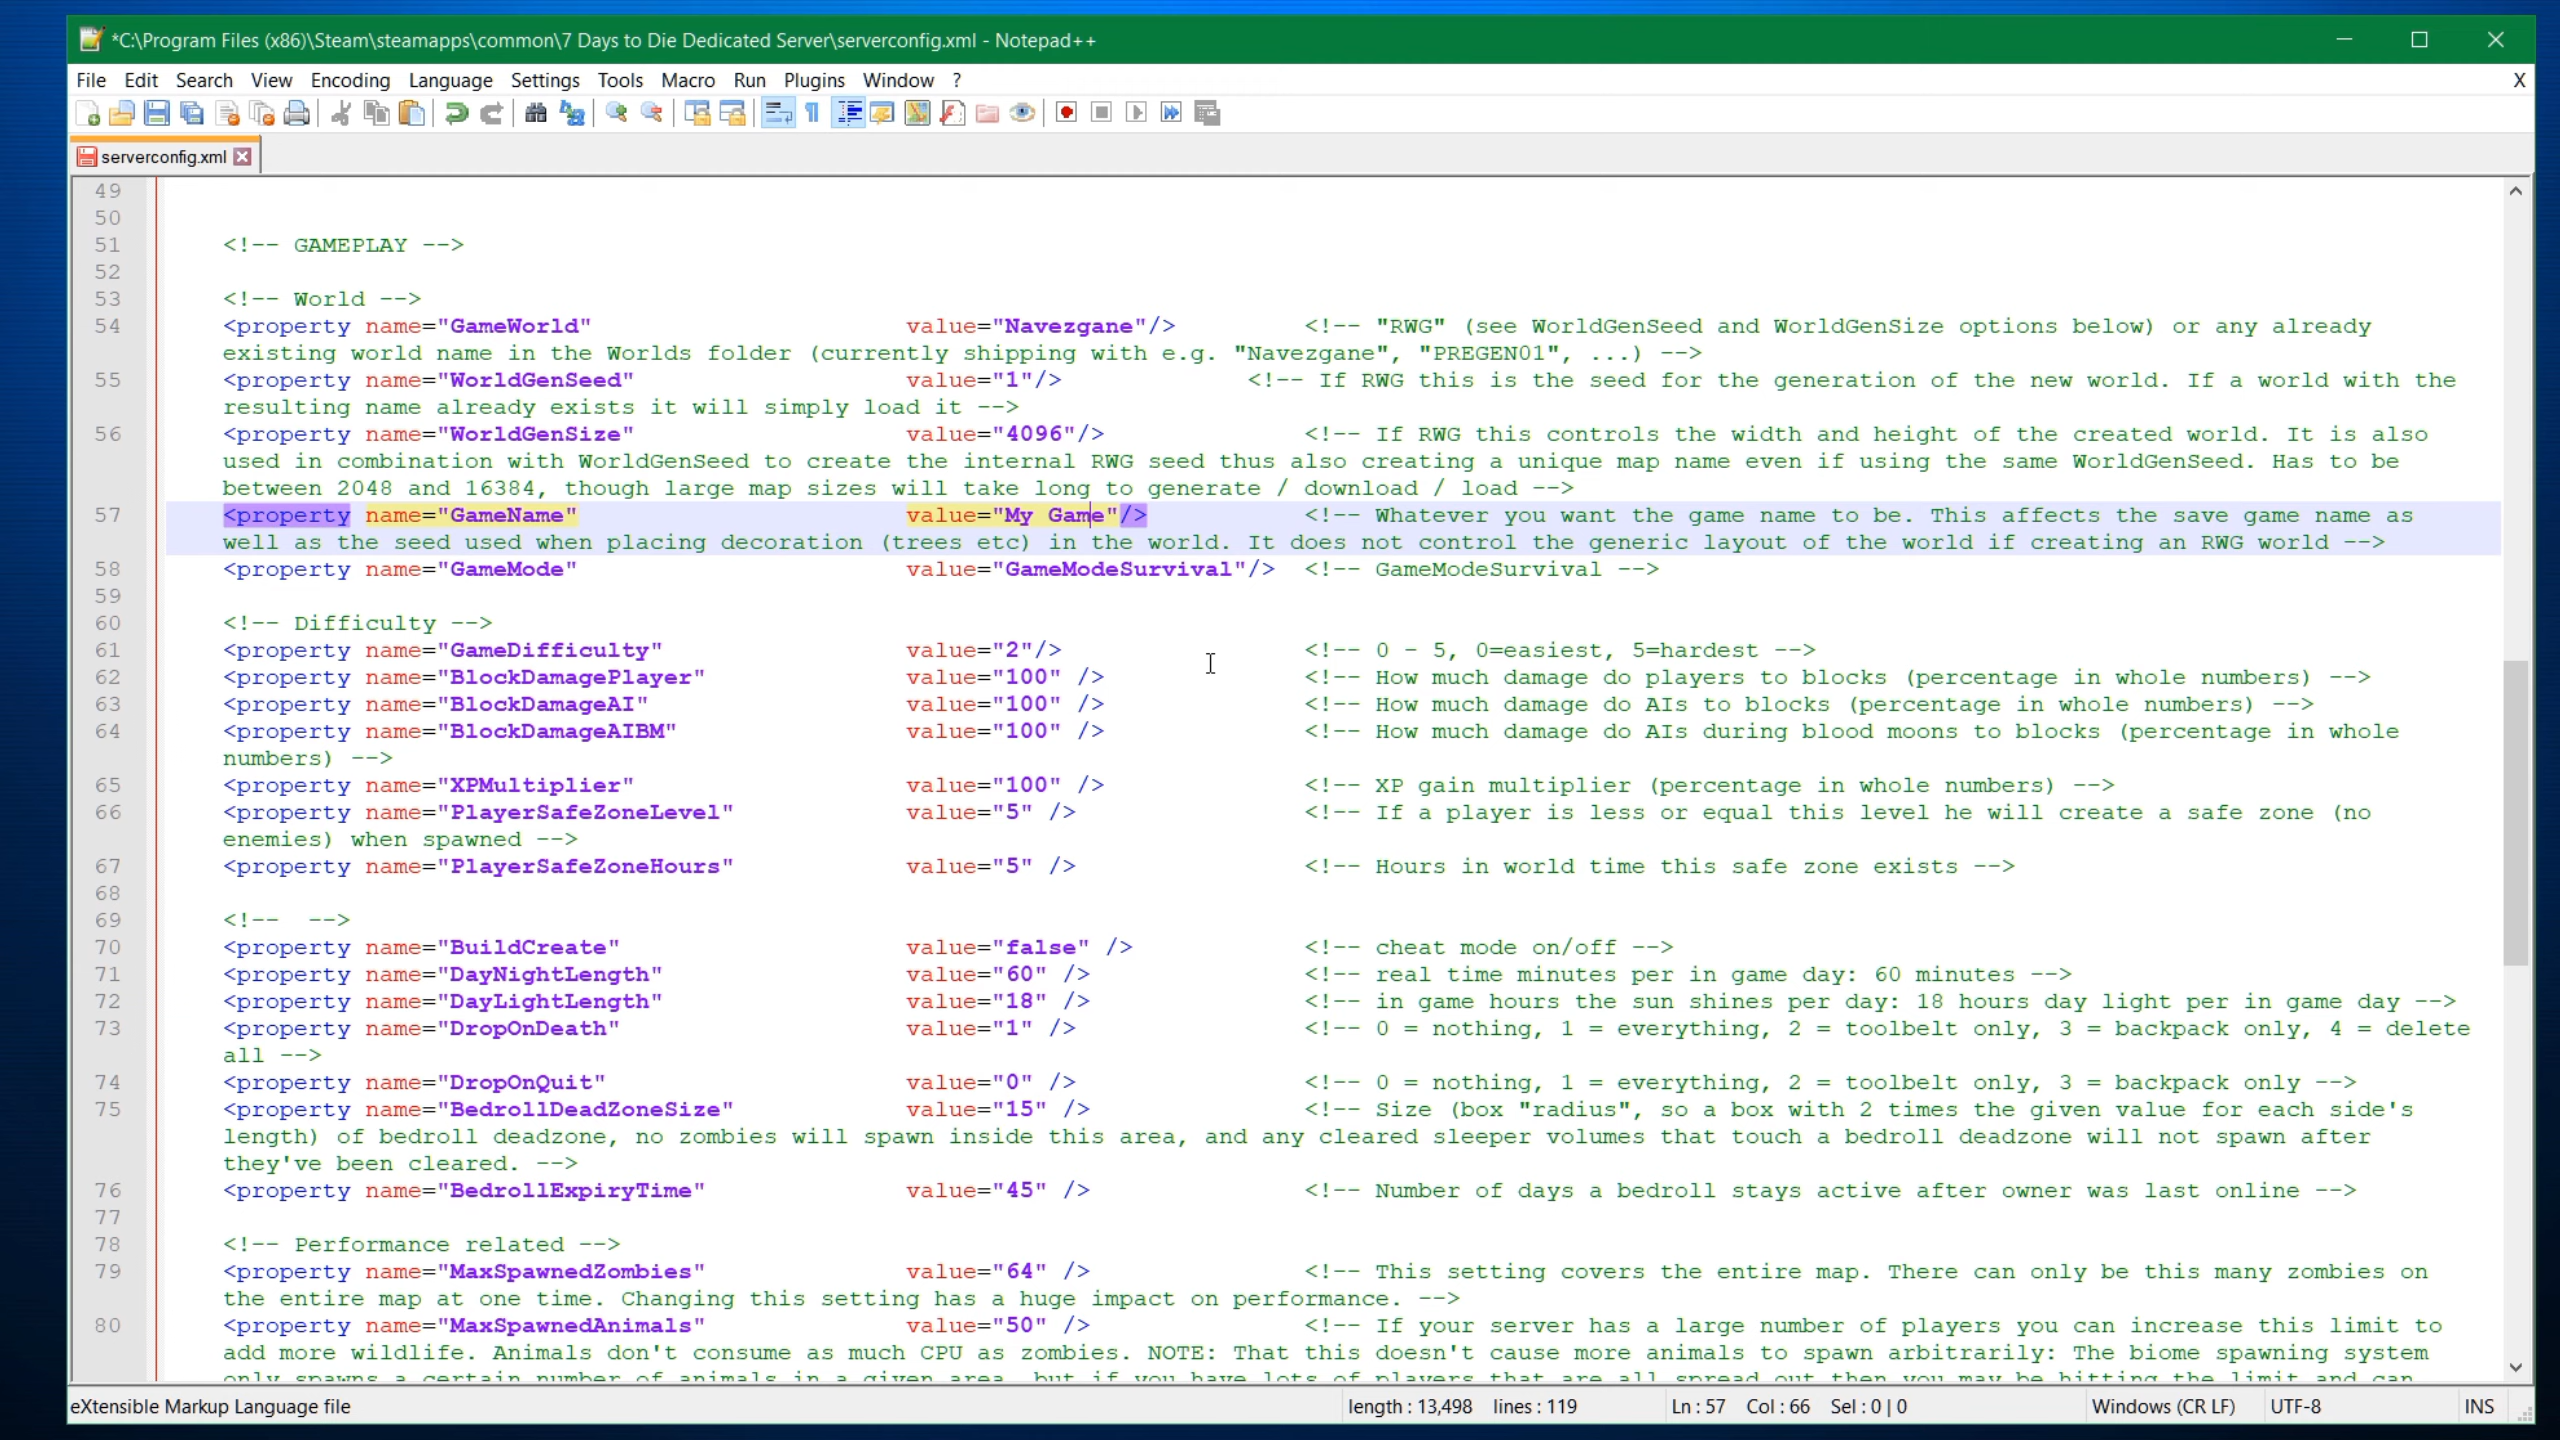 *C:\Program Files (x86)\Steam\steamapps\common\7 Days to Die Dedicated Server\serverconfig.xml - Notepad++
File Edit Search View Encoding Language Settings Tools Macro Run Plugins Window ? X
serverconfig.xml
49
50
51 <!-- GAMEPLAY -->
52
53 <!-- World -->
54 <property name="GameWorld" value="Navezgane"/> <!-- "RWG" (see WorldGenSeed and WorldGenSize options below) or any already
existing world name in the Worlds folder (currently shipping with e.g. "Navezgane", "PREGEN01", ...) -->
55 <property name="WorldGenSeed" value="1"/> <!-- If RWG this is the seed for the generation of the new world. If a world with the
resulting name already exists it will simply load it -->
56 <property name="WorldGenSize" value="4096"/> <!-- If RWG this controls the width and height of the created world. It is also
used in combination with WorldGenSeed to create the internal RWG seed thus also creating a unique map name even if using the same WorldGenSeed. Has to be
between 2048 and 16384, though large map sizes will take long to generate / download / load -->
57 <property name="GameName" value="My Game"/> <!-- Whatever you want the game name to be. This affects the save game name as
well as the seed used when placing decoration (trees etc) in the world. It does not control the generic layout of the world if creating an RWG world -->
58 <property name="GameMode" value="GameModeSurvival"/> <!-- GameModeSurvival -->
59
60 <!-- Difficulty -->
61 <property name="GameDifficulty" value="2"/> <!-- 0 - 5, 0=easiest, 5=hardest -->
62 <property name="BlockDamagePlayer" value="100" /> <!-- How much damage do players to blocks (percentage in whole numbers) -->
63 <property name="BlockDamageAI" value="100" /> <!-- How much damage do AIs to blocks (percentage in whole numbers) -->
64 <property name="BlockDamageAIBM" value="100" /> <!-- How much damage do AIs during blood moons to blocks (percentage in whole
numbers) -->
65 <property name="XPMultiplier" value="100" /> <!-- XP gain multiplier (percentage in whole numbers) -->
66 <property name="PlayerSafeZoneLevel" value="5" /> <!-- If a player is less or equal this level he will create a safe zone (no
enemies) when spawned -->
67 <property name="PlayerSafeZoneHours" value="5" /> <!-- Hours in world time this safe zone exists -->
68
69 <!--  -->
70 <property name="BuildCreate" value="false" /> <!-- cheat mode on/off -->
71 <property name="DayNightLength" value="60" /> <!-- real time minutes per in game day: 60 minutes -->
72 <property name="DayLightLength" value="18" /> <!-- in game hours the sun shines per day: 18 hours day light per in game day -->
73 <property name="DropOnDeath" value="1" /> <!-- 0 = nothing, 1 = everything, 2 = toolbelt only, 3 = backpack only, 4 = delete
all -->
74 <property name="DropOnQuit" value="0" /> <!-- 0 = nothing, 1 = everything, 2 = toolbelt only, 3 = backpack only -->
75 <property name="BedrollDeadZoneSize" value="15" /> <!-- Size (box "radius", so a box with 2 times the given value for each side's
length) of bedroll deadzone, no zombies will spawn inside this area, and any cleared sleeper volumes that touch a bedroll deadzone will not spawn after
they've been cleared. -->
76 <property name="BedrollExpiryTime" value="45" /> <!-- Number of days a bedroll stays active after owner was last online -->
77
78 <!-- Performance related -->
79 <property name="MaxSpawnedZombies" value="64" /> <!-- This setting covers the entire map. There can only be this many zombies on
the entire map at one time. Changing this setting has a huge impact on performance. -->
80 <property name="MaxSpawnedAnimals" value="50" /> <!-- If your server has a large number of players you can increase this limit to
add more wildlife. Animals don't consume as much CPU as zombies. NOTE: That this doesn't cause more animals to spawn arbitrarily: The biome spawning system
only spawns a certain number of animals in a given area, but if you have lots of players that are all spread out then you may be hitting the limit and can
eXtensible Markup Language file length : 13,498 lines : 119 Ln : 57 Col : 66 Sel : 0 | 0 Windows (CR LF) UTF-8 INS